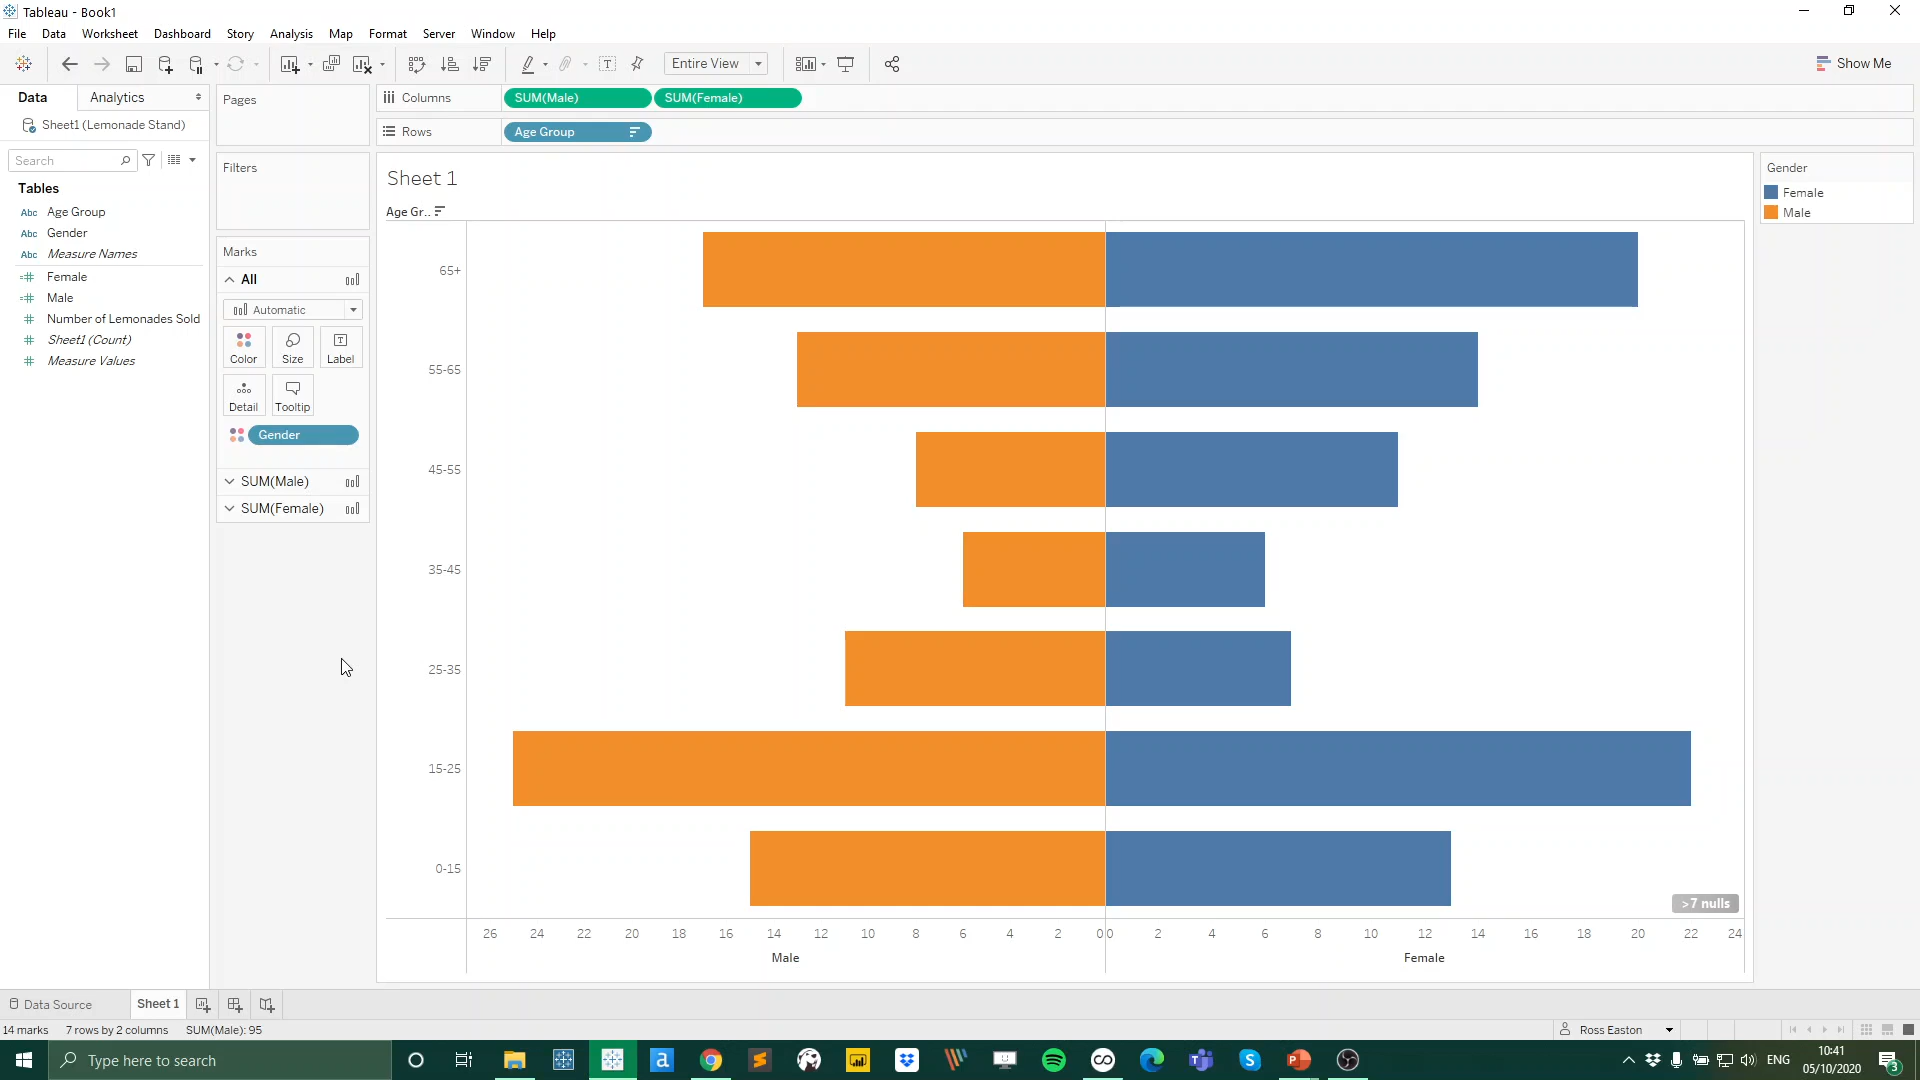 Tableau - Book1
File Data Worksheet Dashboard Story Analysis Map Format Server Window Help
Entire View
Show Me
Data Analytics
Pages
Columns SUM(Male) SUM(Female)
Sheet1 (Lemonade Stand)
Rows Age Group
Search
Filters
Sheet 1
Gender
Female
Male
Tables
Abc Age Group
Abc Gender
Abc Measure Names
Female
Male
Number of Lemonades Sold
Sheet1 (Count)
Measure Values
Marks
All
Automatic
Color Size Label
Detail Tooltip
Gender
SUM(Male)
SUM(Female)
Age Gr..
65+
55-65
45-55
35-45
25-35
15-25
0-15
>7 nulls
26 24 22 20 18 16 14 12 10 8 6 4 2 0 0 2 4 6 8 10 12 14 16 18 20 22 24
Male Female
Data Source Sheet 1
14 marks 7 rows by 2 columns SUM(Male): 95
Ross Easton
Type here to search
ENG
10:41
05/10/2020
3